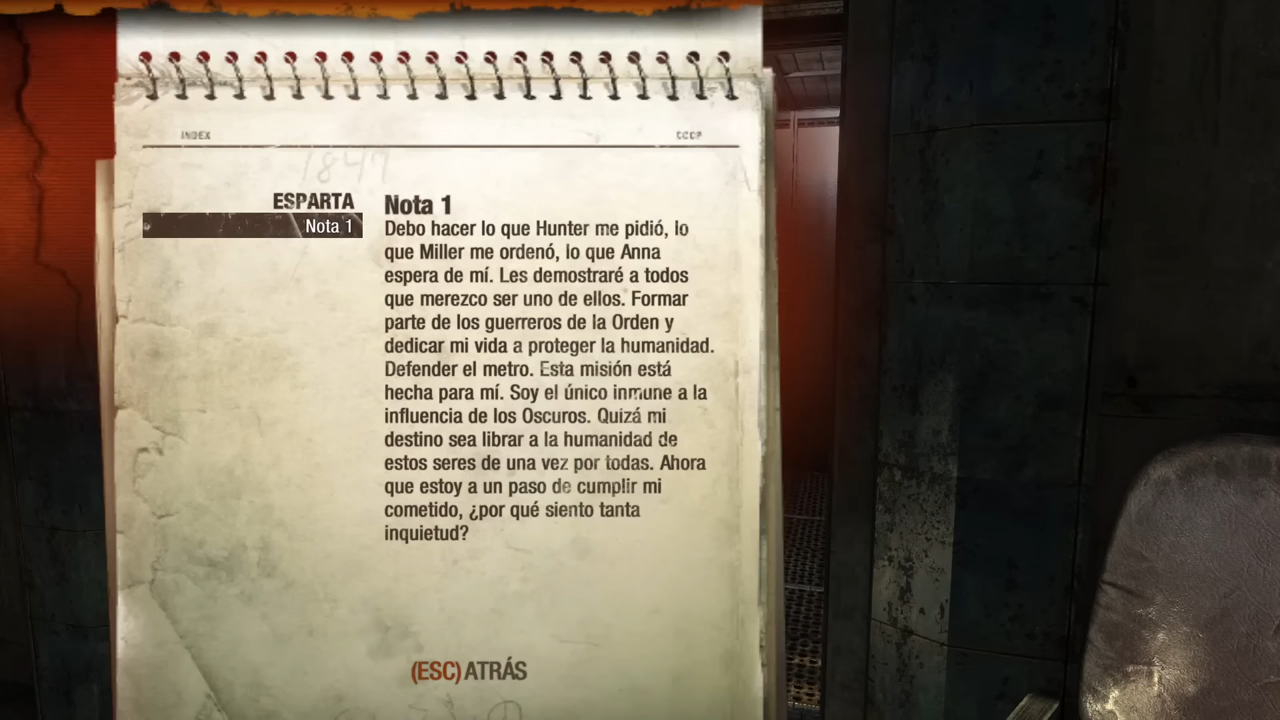 INDEX
CCCP
1847
ESPARTA
Nota 1
Nota 1
Debo hacer lo que Hunter me pidió, lo
que Miller me ordenó, lo que Anna
espera de mí. Les demostraré a todos
que merezco ser uno de ellos. Formar
parte de los guerreros de la Orden y
dedicar mi vida a proteger la humanidad.
Defender el metro. Esta misión está
hecha para mí. Soy el único inmune a la
influencia de los Oscuros. Quizá mi
destino sea librar a la humanidad de
estos seres de una vez por todas. Ahora
que estoy a un paso de cumplir mi
cometido, ¿por qué siento tanta
inquietud?
(ESC) ATRÁS